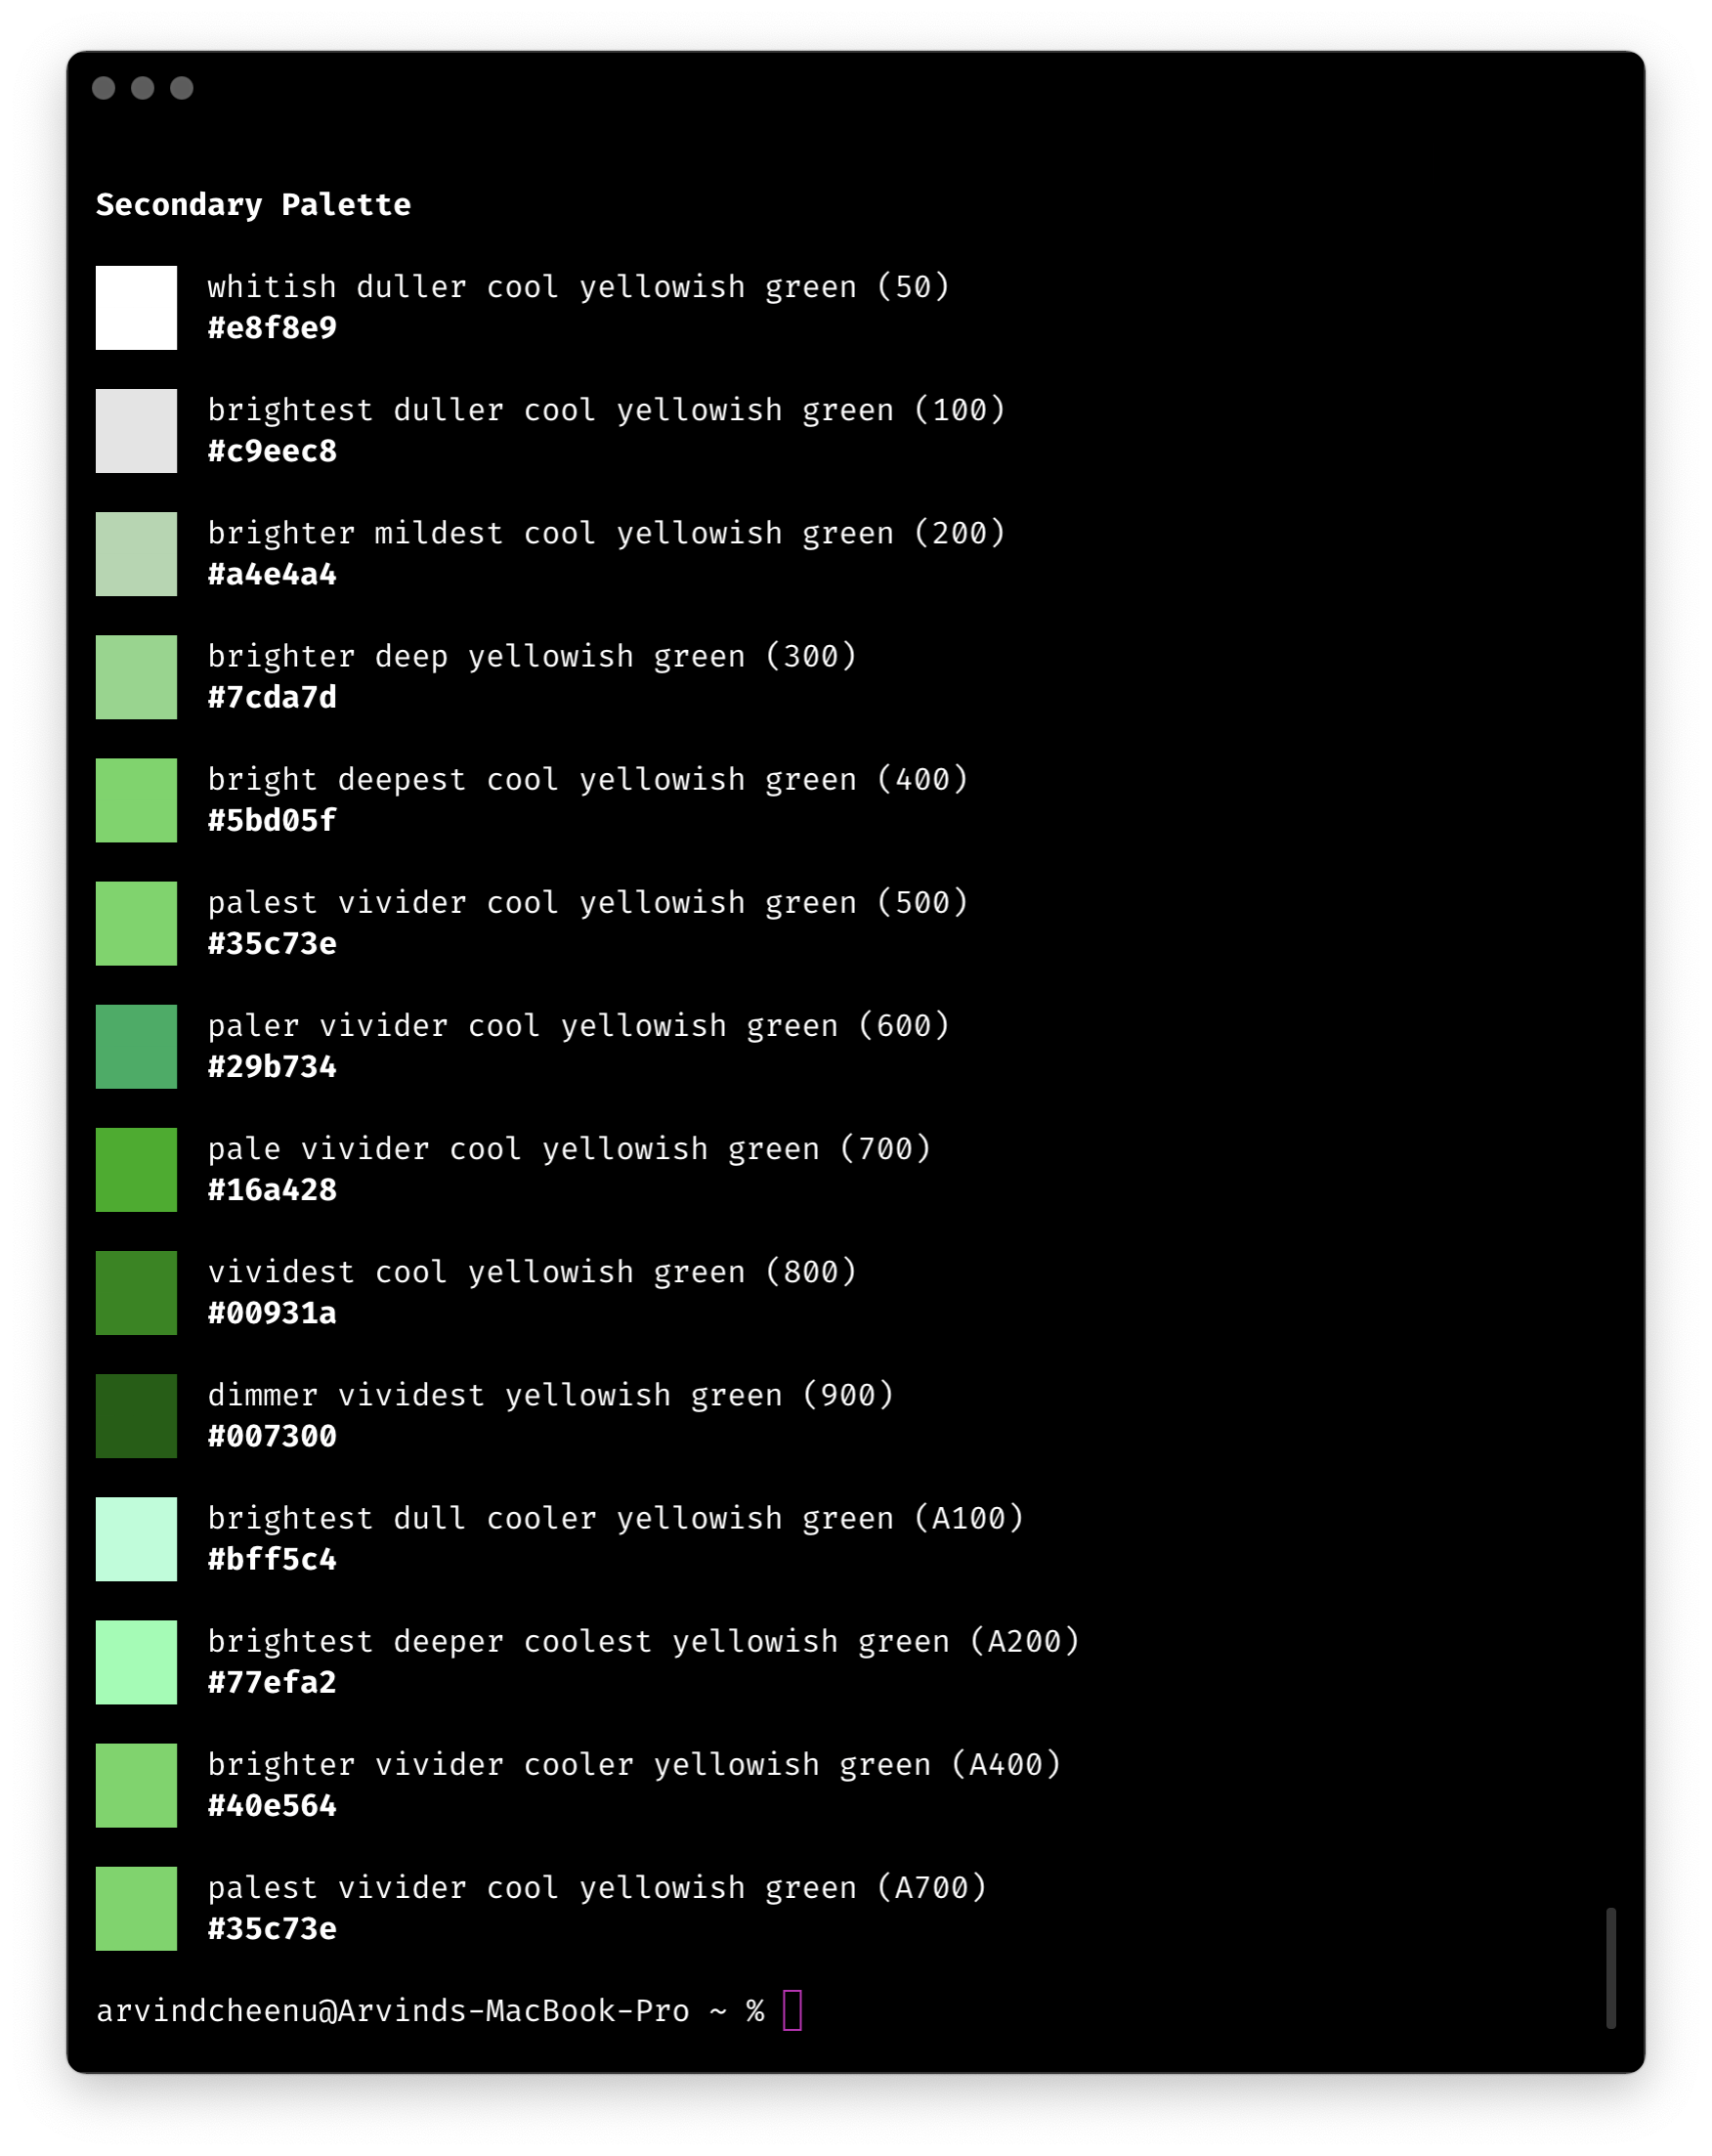 Secondary Palette
whitish duller cool yellowish green (50)
#e8f8e9
brightest duller cool yellowish green (100)
#c9eec8
brighter mildest cool yellowish green (200)
#a4e4a4
brighter deep yellowish green (300)
#7cda7d
bright deepest cool yellowish green (400)
#5bd05f
palest vivider cool yellowish green (500)
#35c73e
paler vivider cool yellowish green (600)
#29b734
pale vivider cool yellowish green (700)
#16a428
vividest cool yellowish green (800)
#00931a
dimmer vividest yellowish green (900)
#007300
brightest dull cooler yellowish green (A100)
#bff5c4
brightest deeper coolest yellowish green (A200)
#77efa2
brighter vivider cooler yellowish green (A400)
#40e564
palest vivider cool yellowish green (A700)
#35c73e
arvindcheenu@Arvinds-MacBook-Pro ~ %